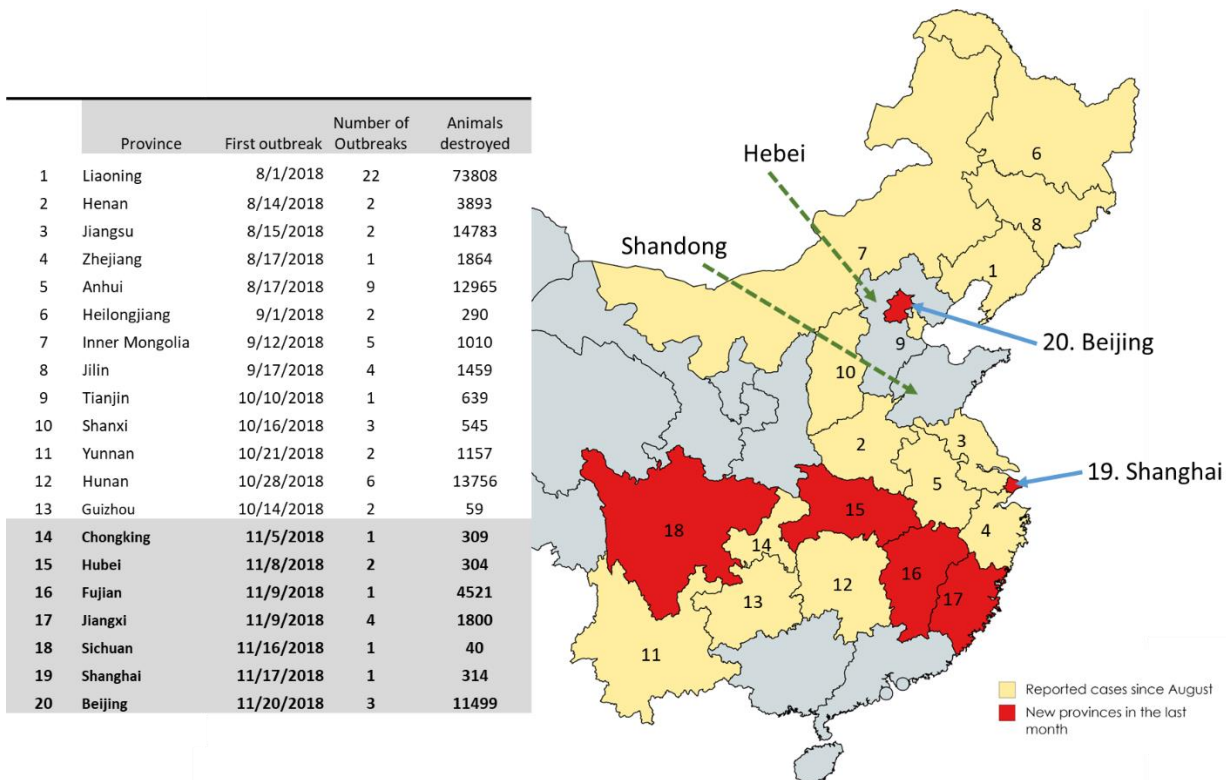 Number of Animals
Province First outbreak Outbreaks destroyed
1 Liaoning 8/1/2018 22 73808
2 Henan 8/14/2018 2 3893
3 Jiangsu 8/15/2018 2 14783
4 Zhejiang 8/17/2018 1 1864
5 Anhui 8/17/2018 9 12965
6 Heilongjiang 9/1/2018 2 290
7 Inner Mongolia 9/12/2018 5 1010
8 Jilin 9/17/2018 4 1459
9 Tianjin 10/10/2018 1 639
10 Shanxi 10/16/2018 3 545
11 Yunnan 10/21/2018 2 1157
12 Hunan 10/28/2018 6 13756
13 Guizhou 10/14/2018 2 59
14 Chongking 11/5/2018 1 309
15 Hubei 11/8/2018 2 304
16 Fujian 11/9/2018 1 4521
17 Jiangxi 11/9/2018 4 1800
18 Sichuan 11/16/2018 1 40
19 Shanghai 11/17/2018 1 314
20 Beijing 11/20/2018 3 11499
Hebei
6
Shandong
7
8
1
20. Beijing
9
10
2
3
19. Shanghai
5
15
18
4
14
16
12
17
13
11
Reported cases since August
New provinces in the last
month